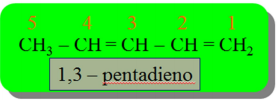 5 4 3 2 1
CH₃ – CH = CH – CH = CH₂
1,3 – pentadieno